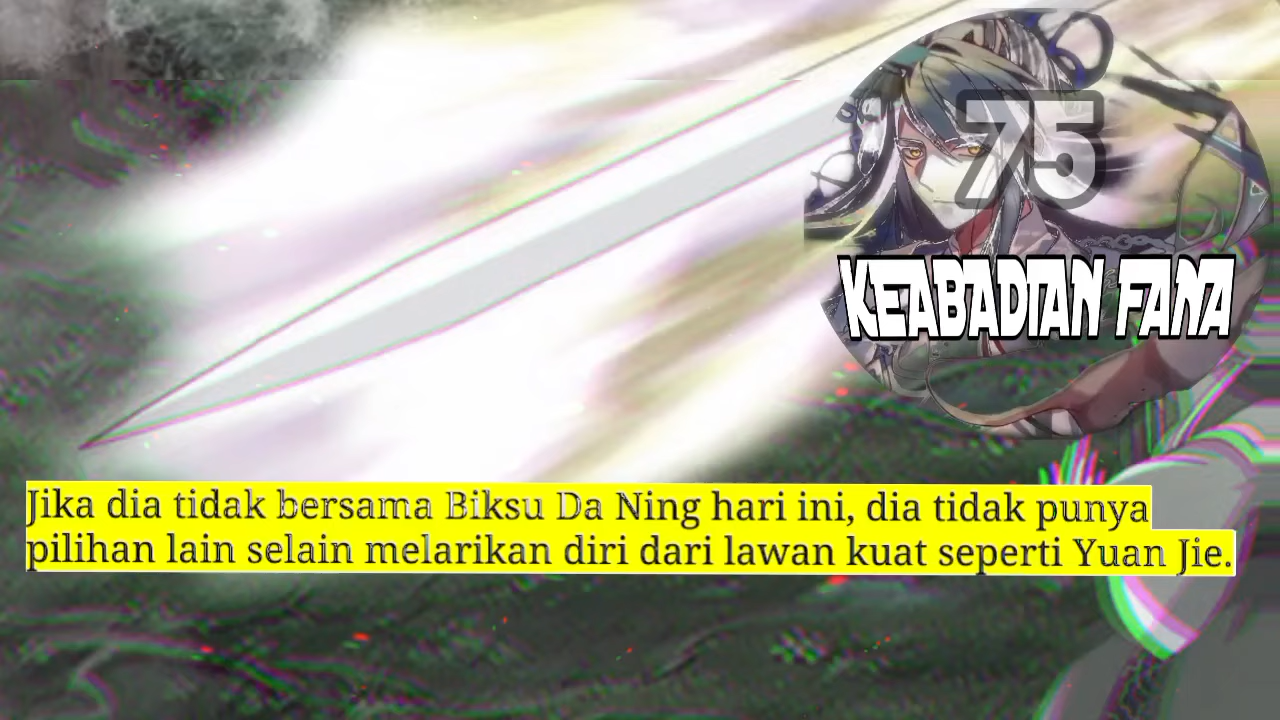 75
KEABADIAN FANA
Jika dia tidak bersama Biksu Da Ning hari ini, dia tidak punya
pilihan lain selain melarikan diri dari lawan kuat seperti Yuan Jie.